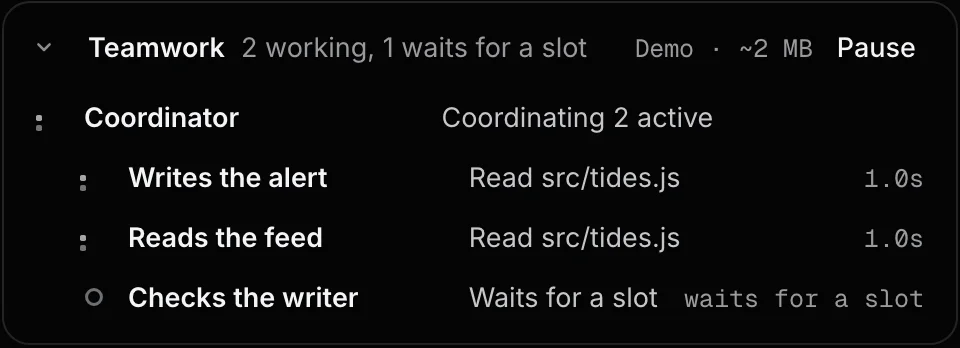 Teamwork 2 working, 1 waits for a slot Demo · ~2 MB Pause
Coordinator Coordinating 2 active
Writes the alert Read src/tides.js 1.0s
Reads the feed Read src/tides.js 1.0s
Checks the writer Waits for a slot waits for a slot